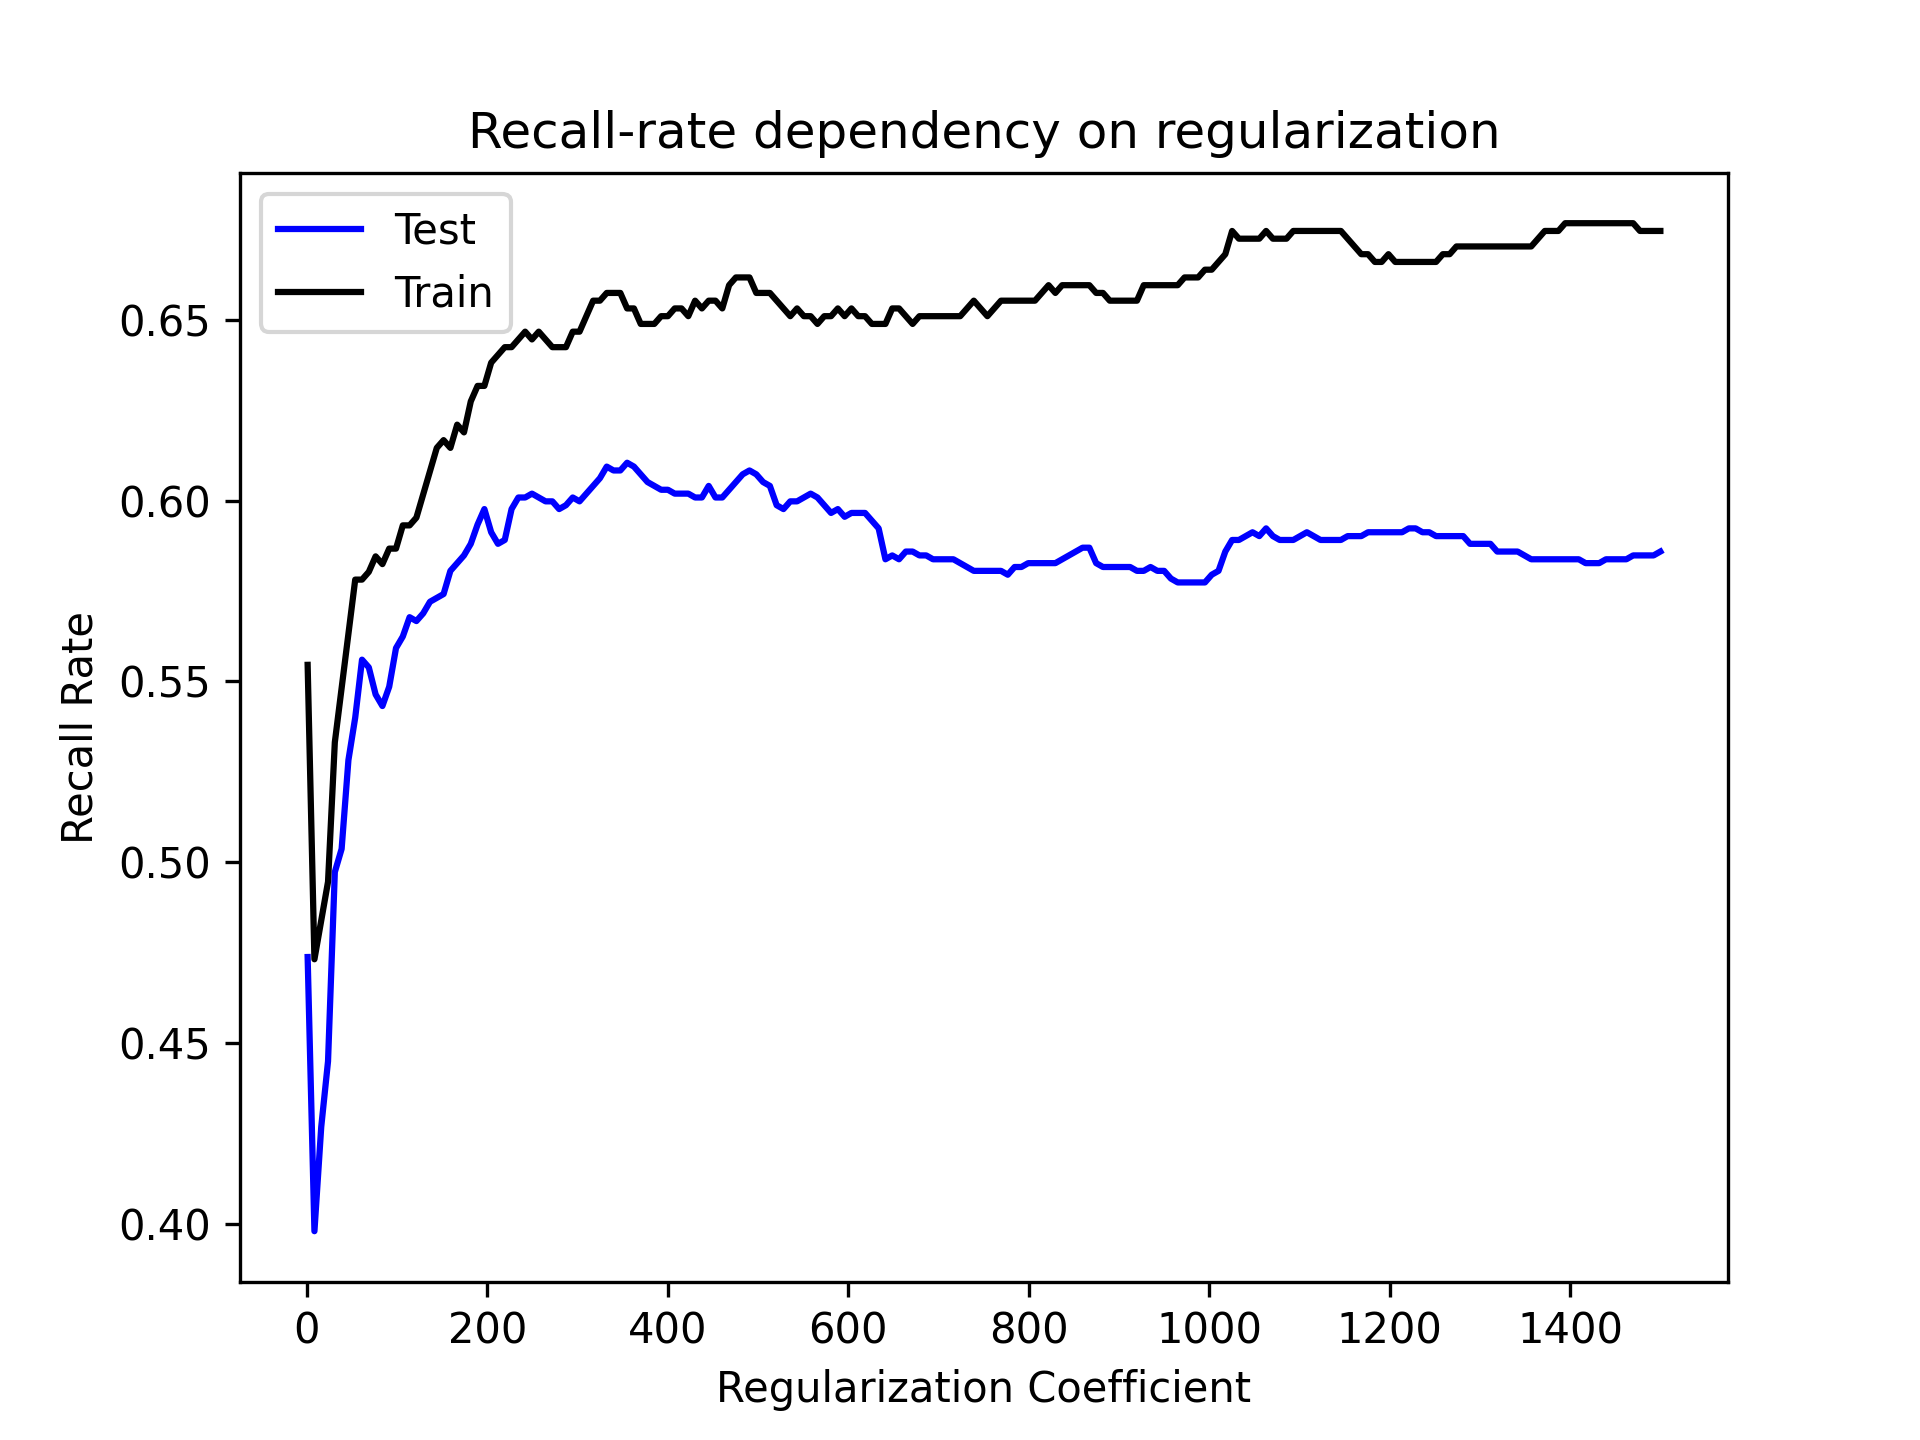 Recall-rate dependency on regularization
Test
Train
0.65
0.60
0.55
0.50
0.45
0.40
Recall Rate
0 200 400 600 800 1000 1200 1400
Regularization Coefficient